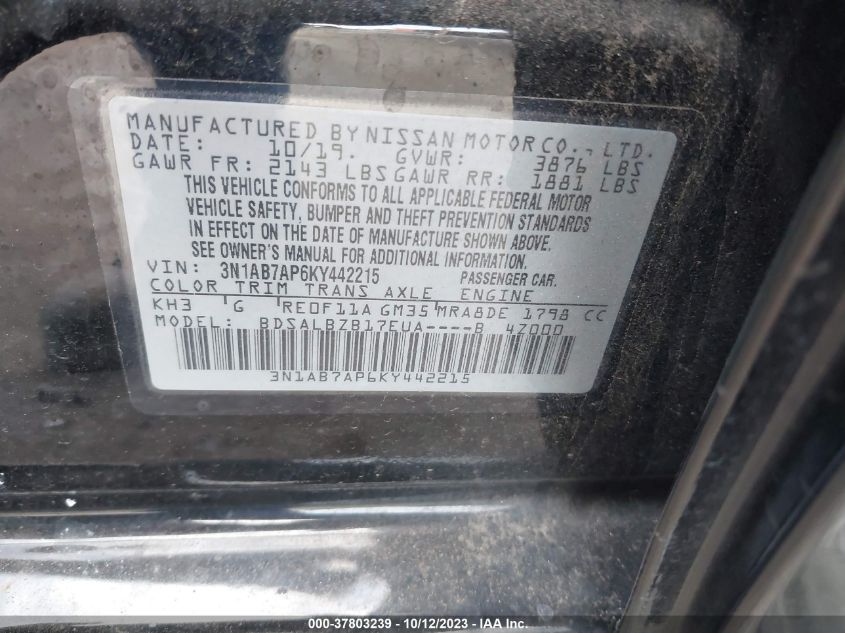 MANUFACTURED BY NISSAN MOTOR CO., LTD.
DATE: 10/19. GVWR: 3876 LBS
GAWR FR: 2143 LBS GAWR RR: 1881 LBS
THIS VEHICLE CONFORMS TO ALL APPLICABLE FEDERAL MOTOR
VEHICLE SAFETY, BUMPER AND THEFT PREVENTION STANDARDS
IN EFFECT ON THE DATE OF MANUFACTURE SHOWN ABOVE.
SEE OWNER'S MANUAL FOR ADDITIONAL INFORMATION.
VIN: 3N1AB7AP6KY442215 PASSENGER CAR.
COLOR TRIM TRANS AXLE ENGINE
KH3 G RE0F11A GM35 MRA8DE 1798 CC
MODEL: BDSALBZB17EUA----B 4Z000
3N1AB7AP6KY442215
000-37803239 - 10/12/2023 - © IAA, Inc.